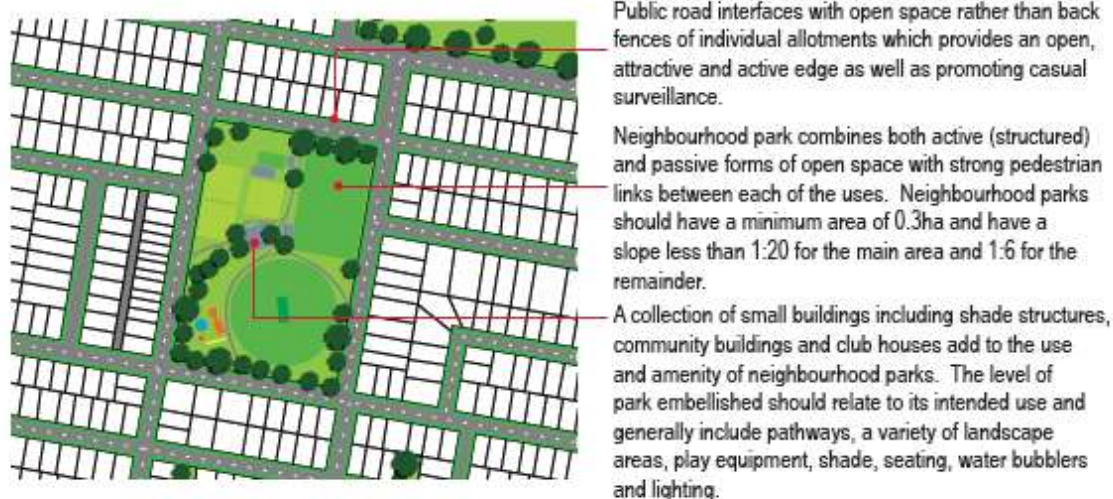 Public road interfaces with open space rather than back
fences of individual allotments which provides an open,
attractive and active edge as well as promoting casual
surveillance.
Neighbourhood park combines both active (structured)
and passive forms of open space with strong pedestrian
links between each of the uses.  Neighbourhood parks
should have a minimum area of 0.3ha and have a
slope less than 1:20 for the main area and 1:6 for the
remainder.
A collection of small buildings including shade structures,
community buildings and club houses add to the use
and amenity of neighbourhood parks.  The level of
park embellished should relate to its intended use and
generally include pathways, a variety of landscape
areas, play equipment, shade, seating, water bubblers
and lighting.